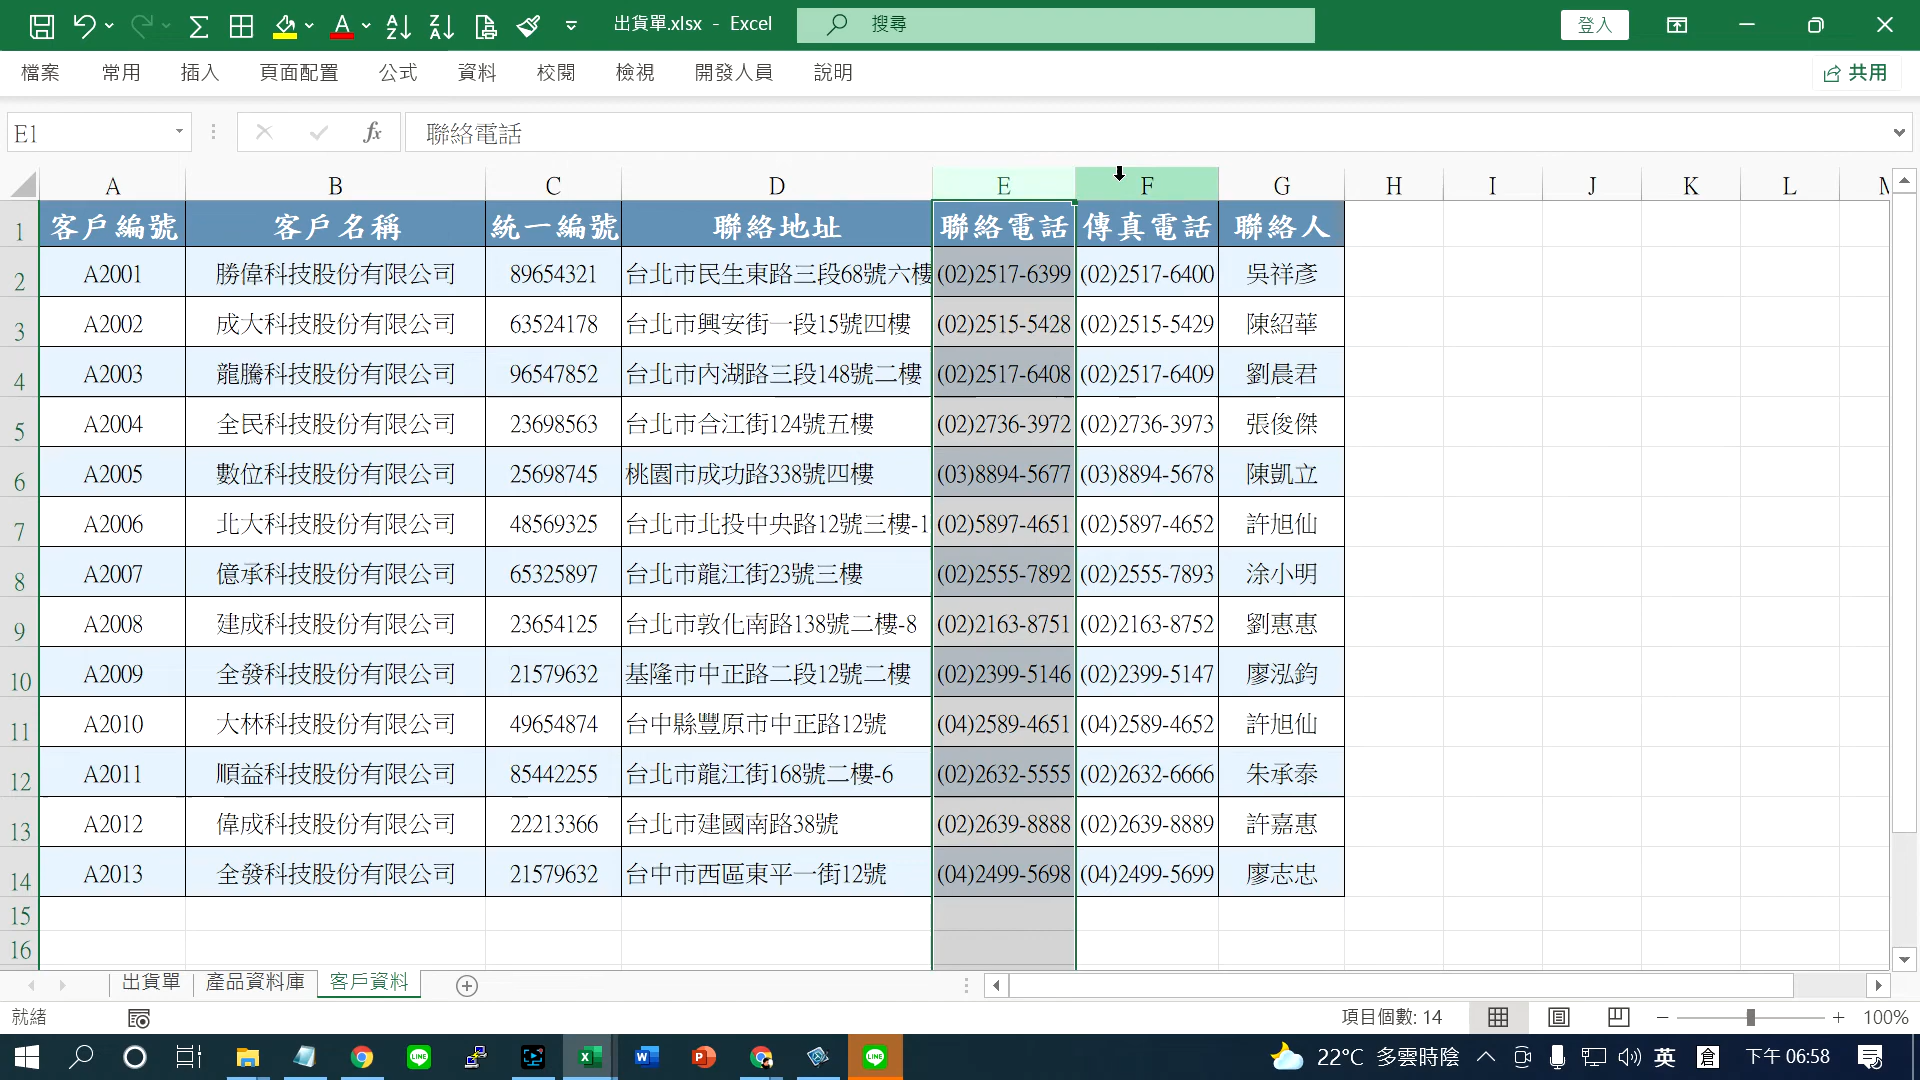 出貨單.xlsx - Excel
搜尋
登入
檔案 常用 插入 頁面配置 公式 資料 校閱 檢視 開發人員 說明 共用
E1 fx 聯絡電話
A B C D E F G H I J K L
1 客戶編號 客戶名稱 統一編號 聯絡地址 聯絡電話 傳真電話 聯絡人
2 A2001 勝偉科技股份有限公司 89654321 台北市民生東路三段68號六樓 (02)2517-6399 (02)2517-6400 吳祥彥
3 A2002 成大科技股份有限公司 63524178 台北市興安街一段15號四樓 (02)2515-5428 (02)2515-5429 陳紹華
4 A2003 龍騰科技股份有限公司 96547852 台北市內湖路三段148號二樓 (02)2517-6408 (02)2517-6409 劉晨君
5 A2004 全民科技股份有限公司 23698563 台北市合江街124號五樓 (02)2736-3972 (02)2736-3973 張俊傑
6 A2005 數位科技股份有限公司 25698745 桃園市成功路338號四樓 (03)8894-5677 (03)8894-5678 陳凱立
7 A2006 北大科技股份有限公司 48569325 台北市北投中央路12號三樓-1 (02)5897-4651 (02)5897-4652 許旭仙
8 A2007 億承科技股份有限公司 65325897 台北市龍江街23號三樓 (02)2555-7892 (02)2555-7893 涂小明
9 A2008 建成科技股份有限公司 23654125 台北市敦化南路138號二樓-8 (02)2163-8751 (02)2163-8752 劉惠惠
10 A2009 全發科技股份有限公司 21579632 基隆市中正路二段12號二樓 (02)2399-5146 (02)2399-5147 廖泓鈞
11 A2010 大林科技股份有限公司 49654874 台中縣豐原市中正路12號 (04)2589-4651 (04)2589-4652 許旭仙
12 A2011 順益科技股份有限公司 85442255 台北市龍江街168號二樓-6 (02)2632-5555 (02)2632-6666 朱承泰
13 A2012 偉成科技股份有限公司 22213366 台北市建國南路38號 (02)2639-8888 (02)2639-8889 許嘉惠
14 A2013 全發科技股份有限公司 21579632 台中市西區東平一街12號 (04)2499-5698 (04)2499-5699 廖志忠
15
16
出貨單 產品資料庫 客戶資料
就緒 項目個數: 14 100%
22°C 多雲時陰 英 倉 下午 06:58